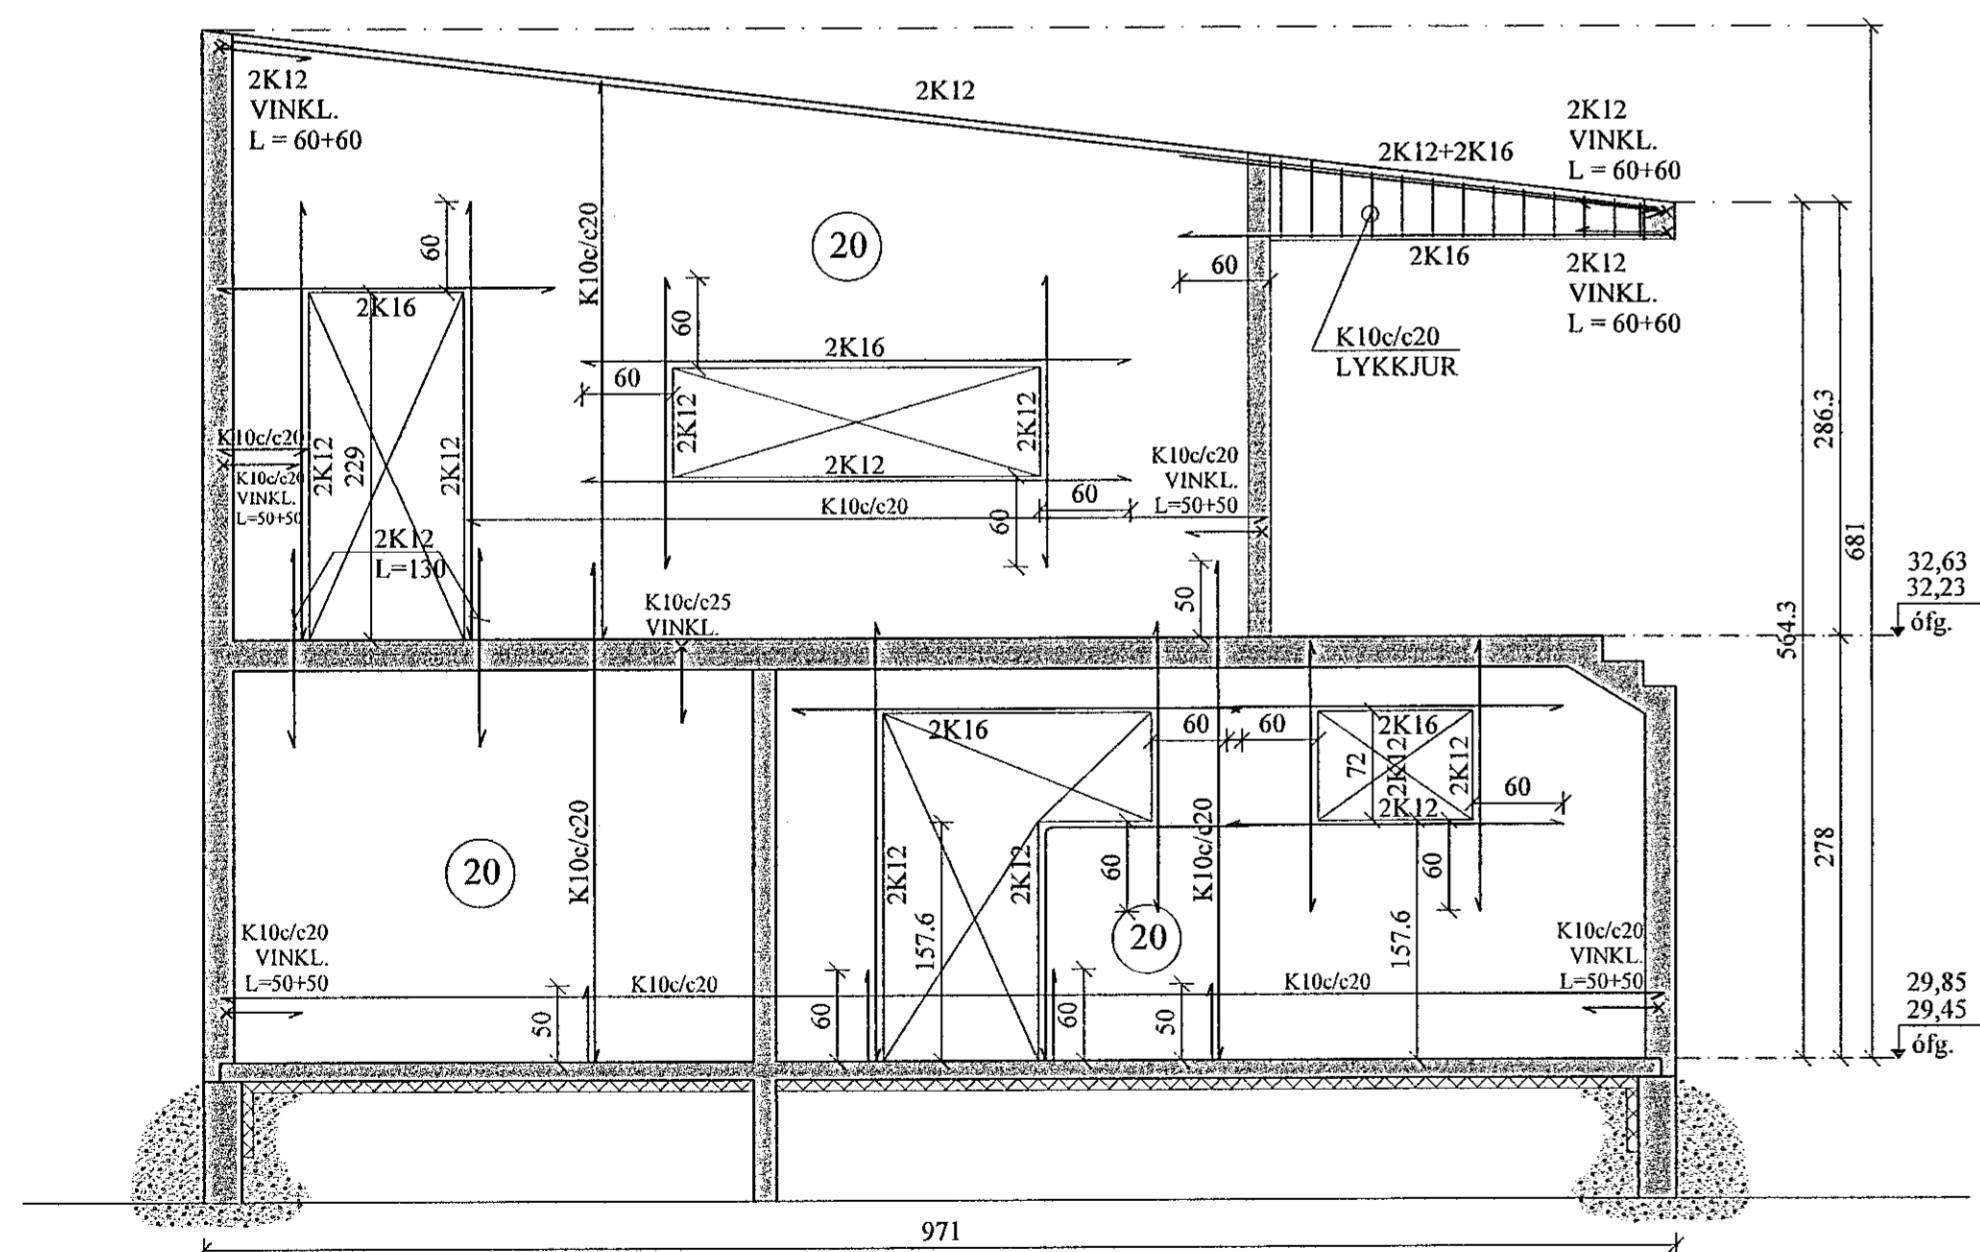 2K12
VINKL.
L = 60+60
2K12
2K12
VINKL.
L = 60+60
2K12+2K16
2K16
60
2K12
VINKL.
L = 60+60
K10c/c20
LYKKJUR
K10c/c20
20
60
2K16
60
2K16
60
2K12
2K12
2K12
K10c/c20
60
60
K10c/c20
VINKL.
L=50+50
K10c/c20
K10c/c20
VINKL.
L=50+50
2K12
229
2K12
2K12
L=130
K10c/c25
VINKL.
50
286.3
681
564.3
278
32,63
32,23
ófg.
2K16
60
60
2K16
72
2K12
2K12
2K12
60
K10c/c20
20
2K12
157.6
2K12
60
20
K10c/c20
157.6
60
K10c/c20
VINKL.
L=50+50
K10c/c20
50
60
60
50
K10c/c20
K10c/c20
VINKL.
L=50+50
29,85
29,45
ófg.
971